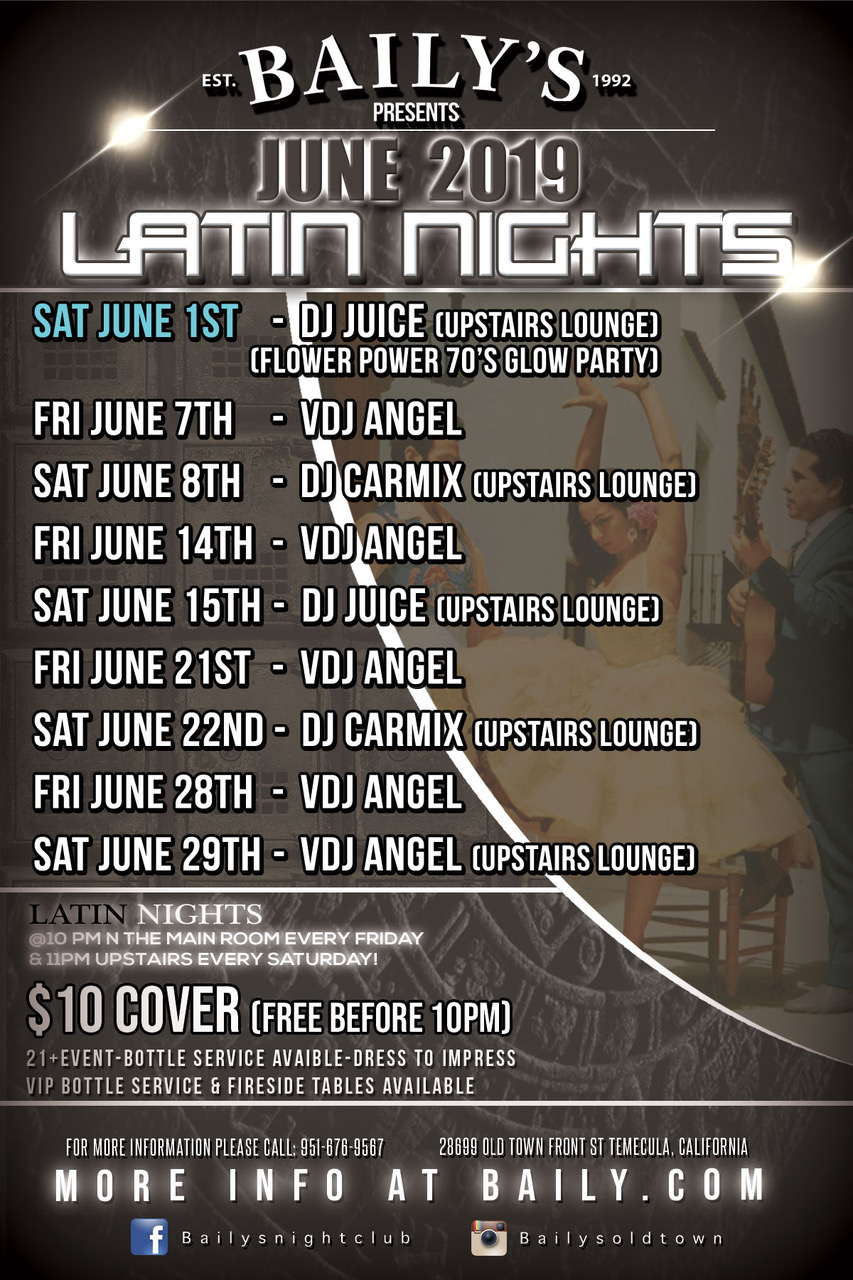 EST. BAILY'S 1992
PRESENTS
JUNE 2019
LATIN NIGHTS
SAT JUNE 1ST - DJ JUICE (UPSTAIRS LOUNGE)
(FLOWER POWER 70'S GLOW PARTY)
FRI JUNE 7TH - VDJ ANGEL
SAT JUNE 8TH - DJ CARMIX (UPSTAIRS LOUNGE)
FRI JUNE 14TH - VDJ ANGEL
SAT JUNE 15TH - DJ JUICE (UPSTAIRS LOUNGE)
FRI JUNE 21ST - VDJ ANGEL
SAT JUNE 22ND - DJ CARMIX (UPSTAIRS LOUNGE)
FRI JUNE 28TH - VDJ ANGEL
SAT JUNE 29TH - VDJ ANGEL (UPSTAIRS LOUNGE)
LATIN NIGHTS
@10 PM N THE MAIN ROOM EVERY FRIDAY
& 11PM UPSTAIRS EVERY SATURDAY!
$10 COVER (FREE BEFORE 10PM)
21+EVENT-BOTTLE SERVICE AVAIBLE-DRESS TO IMPRESS
VIP BOTTLE SERVICE & FIRESIDE TABLES AVAILABLE
FOR MORE INFORMATION PLEASE CALL: 951-676-9567 28699 OLD TOWN FRONT ST TEMECULA, CALIFORNIA
MORE INFO AT BAILY.COM
Bailysnightclub Bailysoldtown